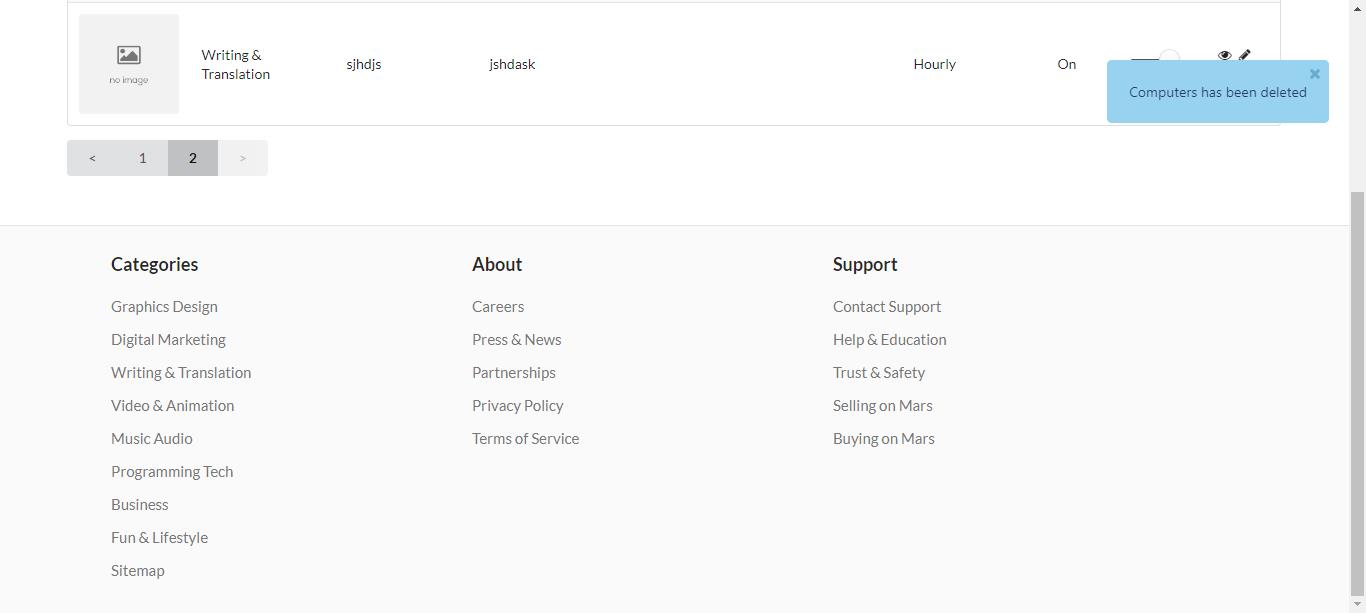 no image
Writing &
Translation
sjhdjs
jshdask
Hourly
On
×
Computers has been deleted
< 1 2 >
Categories
Graphics Design
Digital Marketing
Writing & Translation
Video & Animation
Music Audio
Programming Tech
Business
Fun & Lifestyle
Sitemap
About
Careers
Press & News
Partnerships
Privacy Policy
Terms of Service
Support
Contact Support
Help & Education
Trust & Safety
Selling on Mars
Buying on Mars